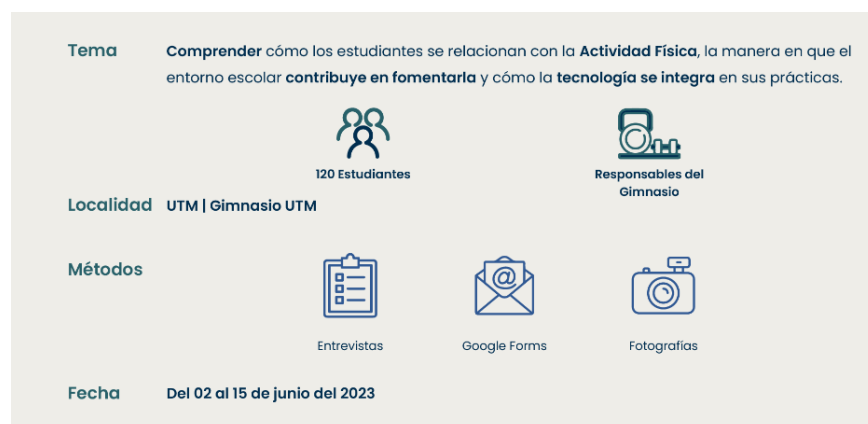 Tema
Comprender cómo los estudiantes se relacionan con la Actividad Física, la manera en que el
entorno escolar contribuye en fomentarla y cómo la tecnología se integra en sus prácticas.
120 Estudiantes
Responsables del
Gimnasio
Localidad
UTM | Gimnasio UTM
Métodos
@
Entrevistas
Google Forms
Fotografías
Fecha
Del 02 al 15 de junio del 2023